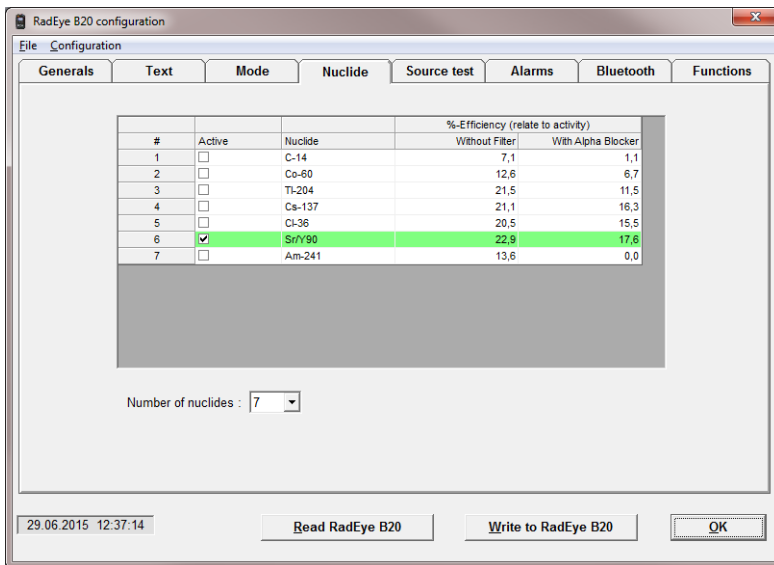 RadEye B20 configuration
File Configuration
Generals Text Mode Nuclide Source test Alarms Bluetooth Functions
%-Efficiency (relate to activity)
# Active Nuclide Without Filter With Alpha Blocker
1 C-14 7,1 1,1
2 Co-60 12,6 6,7
3 Tl-204 21,5 11,5
4 Cs-137 21,1 16,3
5 Cl-36 20,5 15,5
6 Sr/Y90 22,9 17,6
7 Am-241 13,6 0,0
Number of nuclides : 7
29.06.2015 12:37:14 Read RadEye B20 Write to RadEye B20 OK